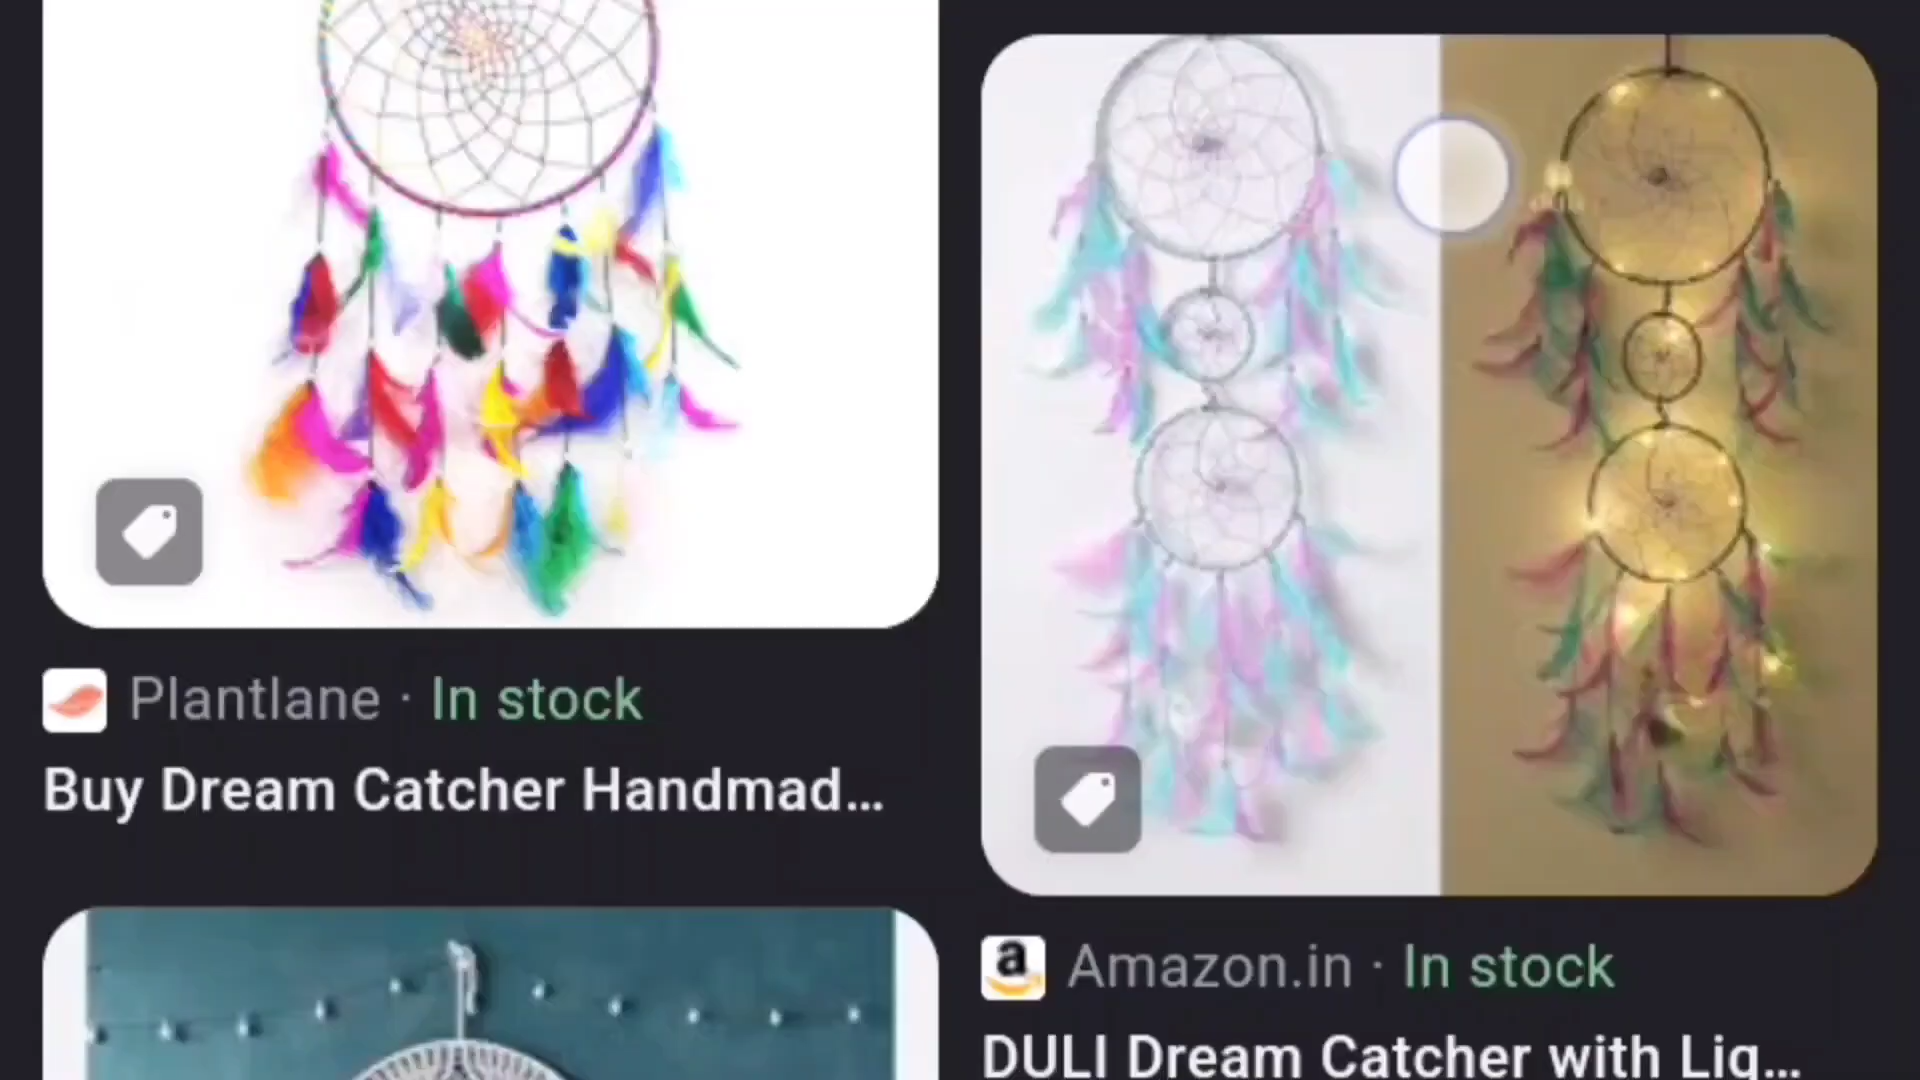 Plantlane · In stock
Buy Dream Catcher Handmad...
a Amazon.in · In stock
DULI Dream Catcher with Lig...